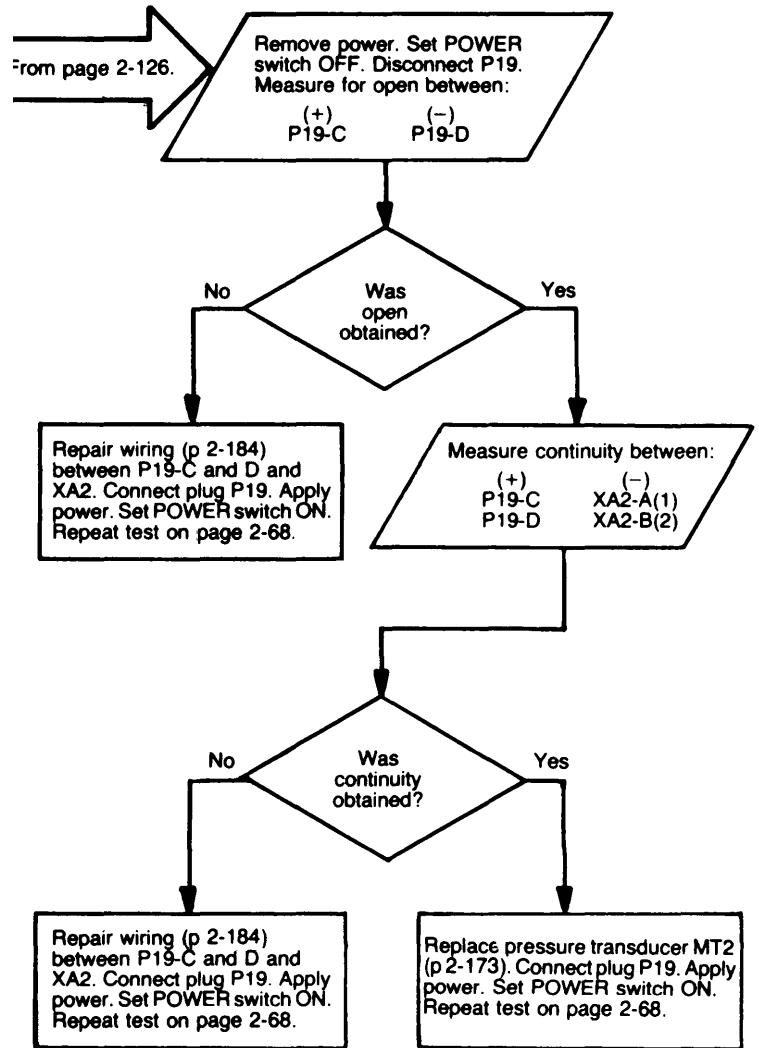 From page 2-126.
Remove power. Set POWER
switch OFF. Disconnect P19.
Measure for open between:
(+) (−)
P19-C P19-D
Was
open
obtained?
No
Yes
Repair wiring (p 2-184)
between P19-C and D and
XA2. Connect plug P19. Apply
power. Set POWER switch ON.
Repeat test on page 2-68.
Measure continuity between:
(+) (−)
P19-C XA2-A(1)
P19-D XA2-B(2)
Was
continuity
obtained?
No
Yes
Repair wiring (p 2-184)
between P19-C and D and
XA2. Connect plug P19. Apply
power. Set POWER switch ON.
Repeat test on page 2-68.
Replace pressure transducer MT2
(p 2-173). Connect plug P19. Apply
power. Set POWER switch ON.
Repeat test on page 2-68.